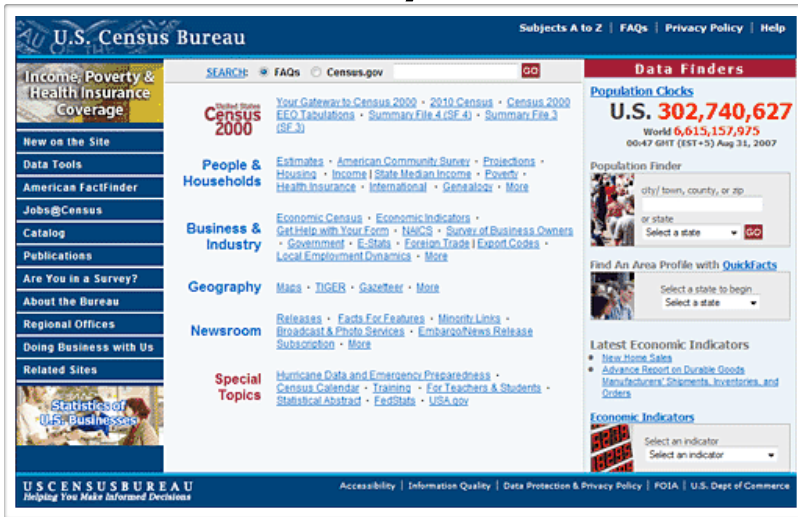 U.S. Census Bureau
Subjects A to Z | FAQs | Privacy Policy | Help
Income, Poverty &
Health Insurance
Coverage
New on the Site
Data Tools
American FactFinder
Jobs@Census
Catalog
Publications
Are You in a Survey?
About the Bureau
Regional Offices
Doing Business with Us
Related Sites
Statistics of
U.S. Businesses
SEARCH: FAQs Census.gov GO
United States
Census
2000
Your Gateway to Census 2000 · 2010 Census · Census 2000
EEO Tabulations · Summary File 4 (SF 4) · Summary File 3
(SF 3)
People &
Households
Estimates · American Community Survey · Projections ·
Housing · Income | State Median Income · Poverty ·
Health Insurance · International · Genealogy · More
Business &
Industry
Economic Census · Economic Indicators ·
Get Help with Your Form · NAICS · Survey of Business Owners
· Government · E-Stats · Foreign Trade | Export Codes ·
Local Employment Dynamics · More
Geography
Maps · TIGER · Gazetteer · More
Newsroom
Releases · Facts For Features · Minority Links ·
Broadcast & Photo Services · Embargo/News Release
Subscription · More
Special
Topics
Hurricane Data and Emergency Preparedness ·
Census Calendar · Training · For Teachers & Students ·
Statistical Abstract · FedStats · USA.gov
Data Finders
Population Clocks
U.S. 302,740,627
World 6,615,157,975
00:47 GMT (EST+5) Aug 31, 2007
Population Finder
city/ town, county, or zip
or state
Select a state GO
Find An Area Profile with QuickFacts
Select a state to begin
Select a state
Latest Economic Indicators
New Home Sales
Advance Report on Durable Goods
Manufacturers' Shipments, Inventories, and
Orders
Economic Indicators
Select an indicator
Select an indicator
USCENSUSBUREAU
Helping You Make Informed Decisions
Accessibility | Information Quality | Data Protection & Privacy Policy | FOIA | U.S. Dept of Commerce